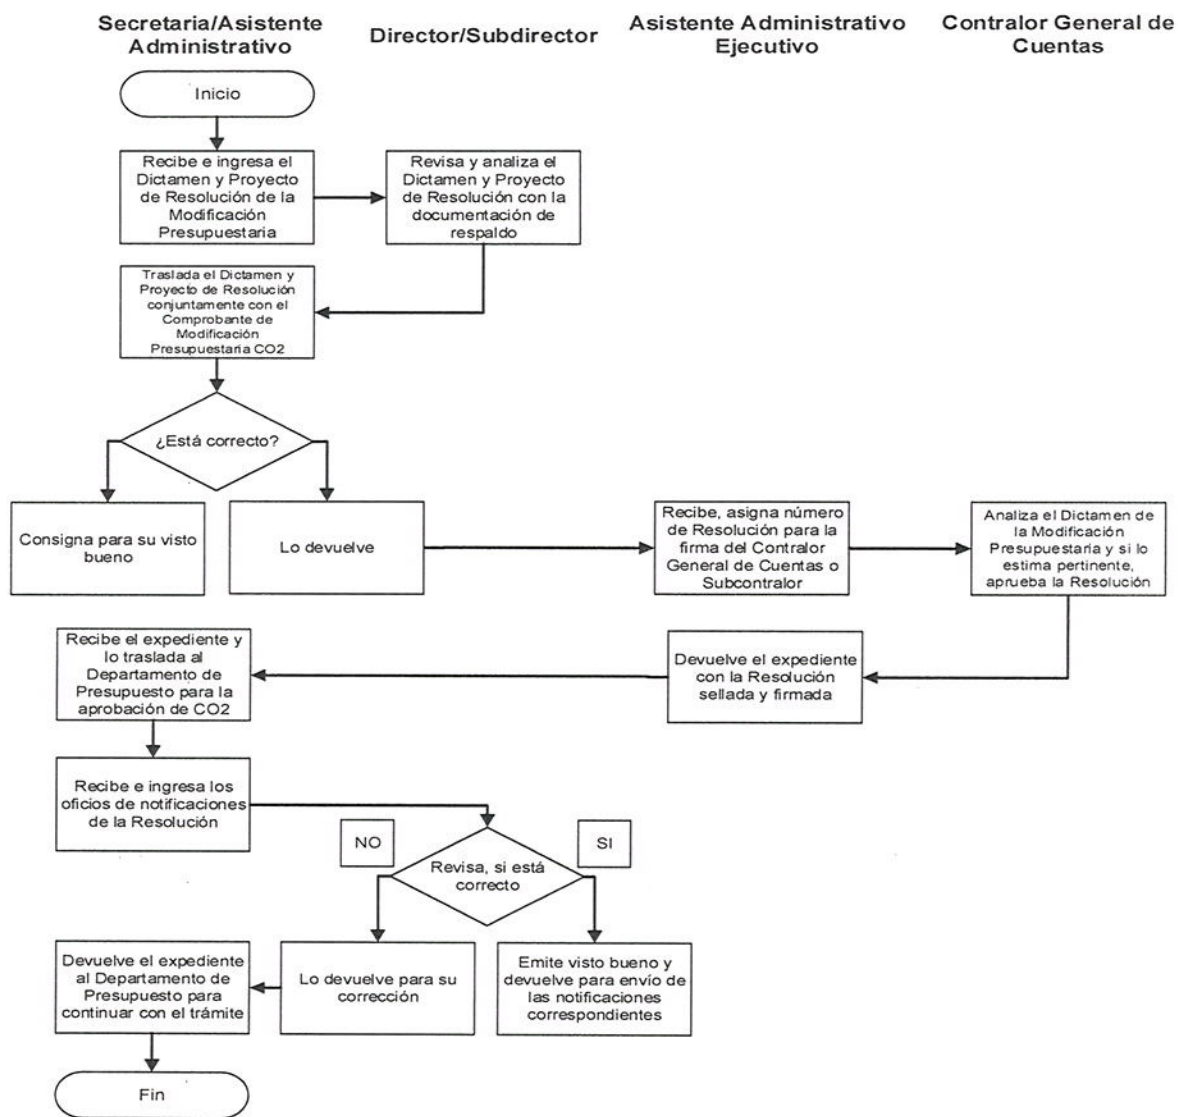 Secretaria/Asistente
Administrativo
Director/Subdirector
Asistente Administrativo
Ejecutivo
Contralor General de
Cuentas
Inicio
Recibe e ingresa el
Dictamen y Proyecto
de Resolución de la
Modificación
Presupuestaria
Revisa y analiza el
Dictamen y Proyecto
de Resolución con la
documentación de
respaldo
Traslada el Dictamen y
Proyecto de Resolución
conjuntamente con el
Comprobante de
Modificación
Presupuestaria CO2
¿Está correcto?
Consigna para su visto
bueno
Lo devuelve
Recibe, asigna número
de Resolución para la
firma del Contralor
General de Cuentas o
Subcontralor
Analiza el Dictamen de
la Modificación
Presupuestaria y si lo
estima pertinente,
aprueba la Resolución
Recibe el expediente y
lo traslada al
Departamento de
Presupuesto para la
aprobación de CO2
Devuelve el expediente
con la Resolución
sellada y firmada
Recibe e ingresa los
oficios de notificaciones
de la Resolución
NO
SI
Revisa, si está
correcto
Devuelve el expediente
al Departamento de
Presupuesto para
continuar con el trámite
Lo devuelve para su
corrección
Emite visto bueno y
devuelve para envío de
las notificaciones
correspondientes
Fin